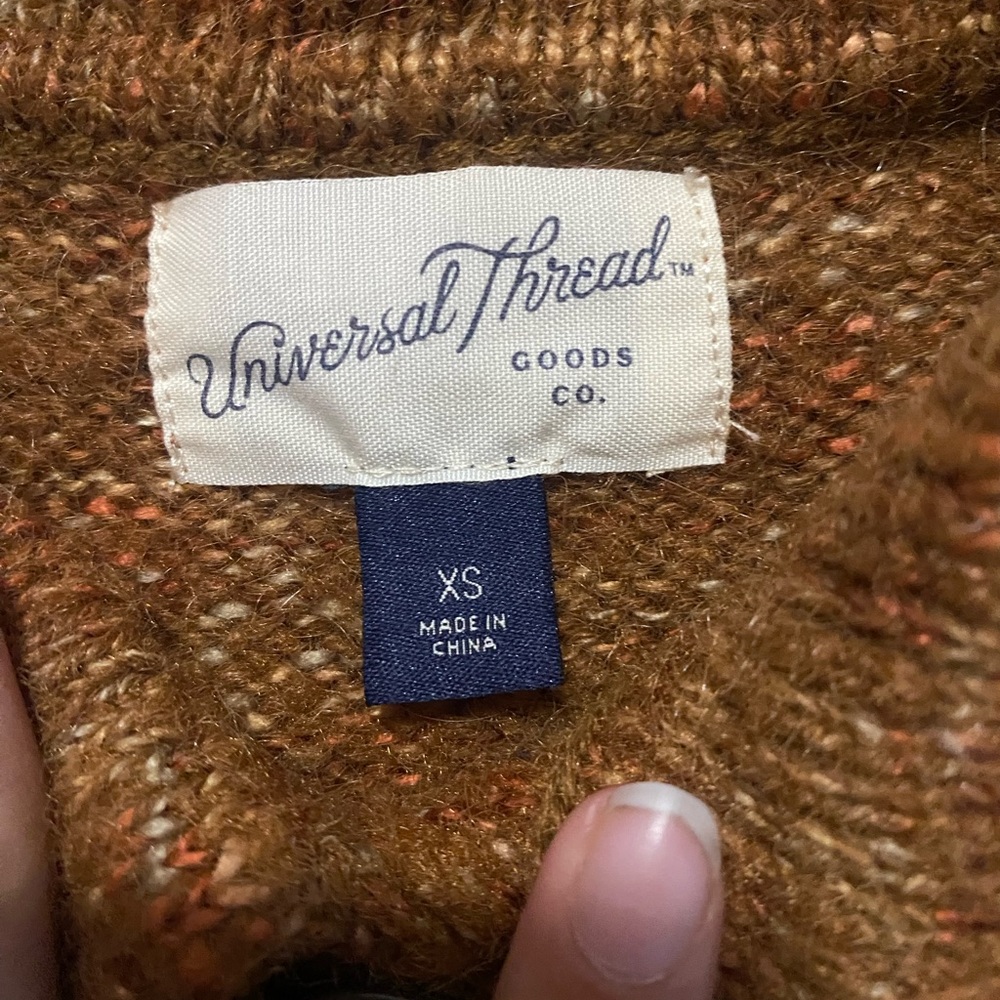 Universal Thread™
GOODS
CO.
XS
MADE IN
CHINA